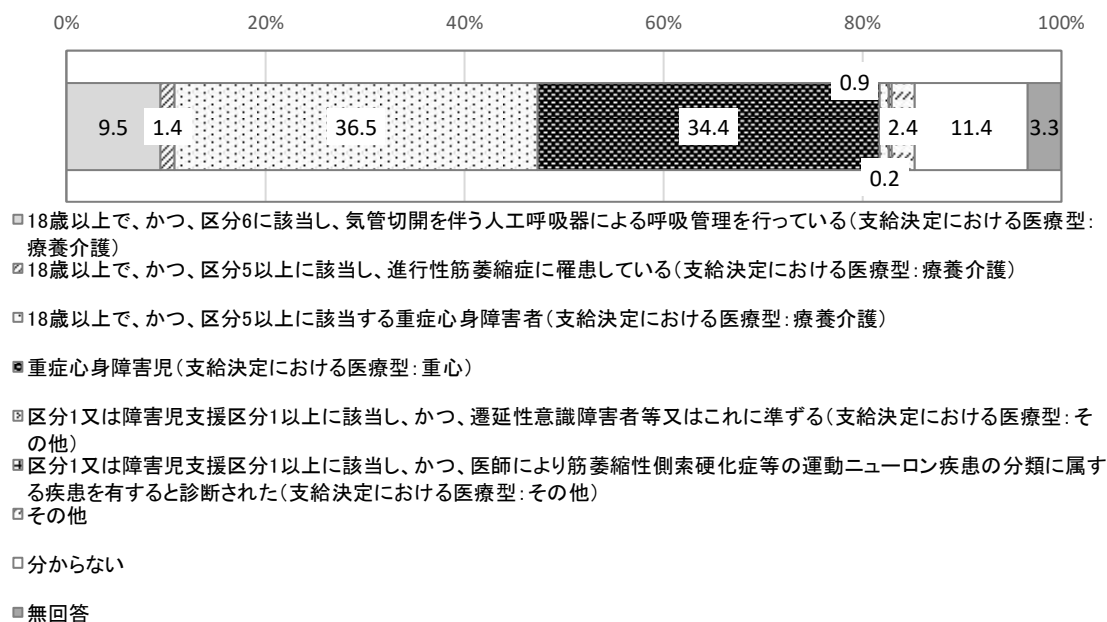 0% 20% 40% 60% 80% 100%
0.9
9.5 1.4 36.5 34.4 2.4 11.4 3.3
0.2
18歳以上で、かつ、区分6に該当し、気管切開を伴う人工呼吸器による呼吸管理を行っている(支給決定における医療型:
療養介護)
18歳以上で、かつ、区分5以上に該当し、進行性筋萎縮症に罹患している(支給決定における医療型:療養介護)
18歳以上で、かつ、区分5以上に該当する重症心身障害者(支給決定における医療型:療養介護)
重症心身障害児(支給決定における医療型:重心)
区分1又は障害児支援区分1以上に該当し、かつ、遷延性意識障害者等又はこれに準ずる(支給決定における医療型:そ
の他)
区分1又は障害児支援区分1以上に該当し、かつ、医師により筋萎縮性側索硬化症等の運動ニューロン疾患の分類に属す
る疾患を有すると診断された(支給決定における医療型:その他)
その他
分からない
無回答